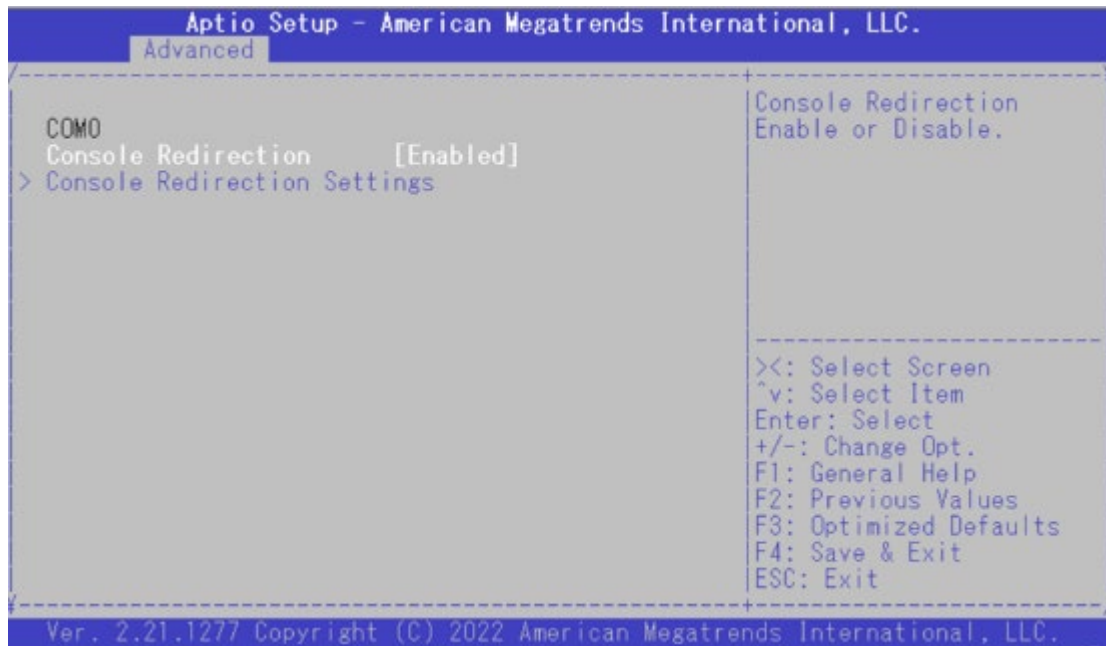 Aptio Setup - American Megatrends International, LLC.
Advanced
COM0
Console Redirection [Enabled]
> Console Redirection Settings
Console Redirection
Enable or Disable.
><: Select Screen
^v: Select Item
Enter: Select
+/-: Change Opt.
F1: General Help
F2: Previous Values
F3: Optimized Defaults
F4: Save & Exit
ESC: Exit
Ver. 2.21.1277 Copyright (C) 2022 American Megatrends International, LLC.